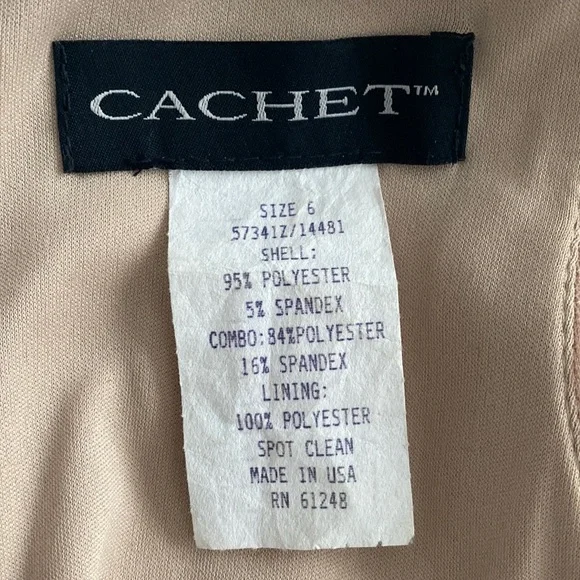 CACHET™
SIZE 6
57341Z/14481
SHELL:
95% POLYESTER
5% SPANDEX
COMBO:84%POLYESTER
16% SPANDEX
LINING:
100% POLYESTER
SPOT CLEAN
MADE IN USA
RN 61248